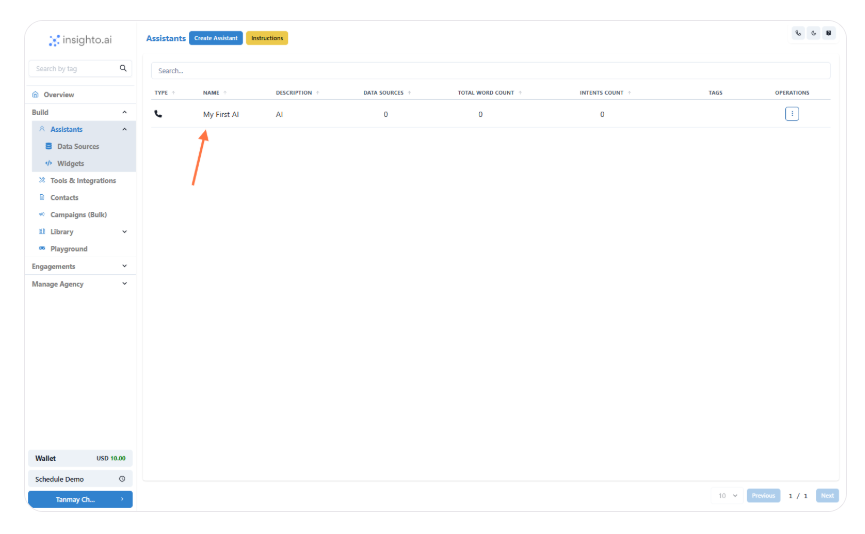 insighto.ai
Assistants Create Assistant Instructions
Search by tag
Search...
Overview
Build
Assistants
Data Sources
Widgets
Tools & Integrations
Contacts
Campaigns (Bulk)
Library
Playground
Engagements
Manage Agency
TYPE NAME DESCRIPTION DATA SOURCES TOTAL WORD COUNT INTENTS COUNT TAGS OPERATIONS
My First AI AI 0 0 0
Wallet USD 10.00
Schedule Demo
Tanmay Ch...
10 Previous 1 / 1 Next